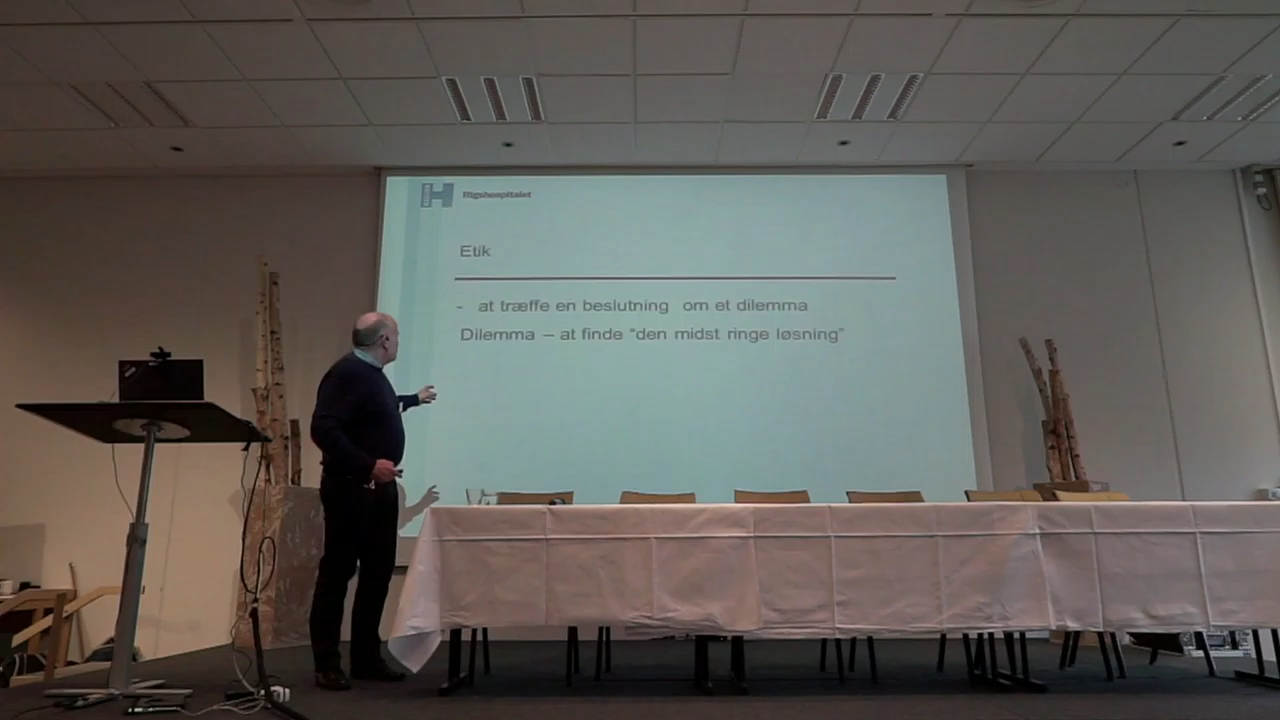 Rigshospitalet
Etik
- at træffe en beslutning om et dilemma
Dilemma – at finde "den midst ringe løsning"